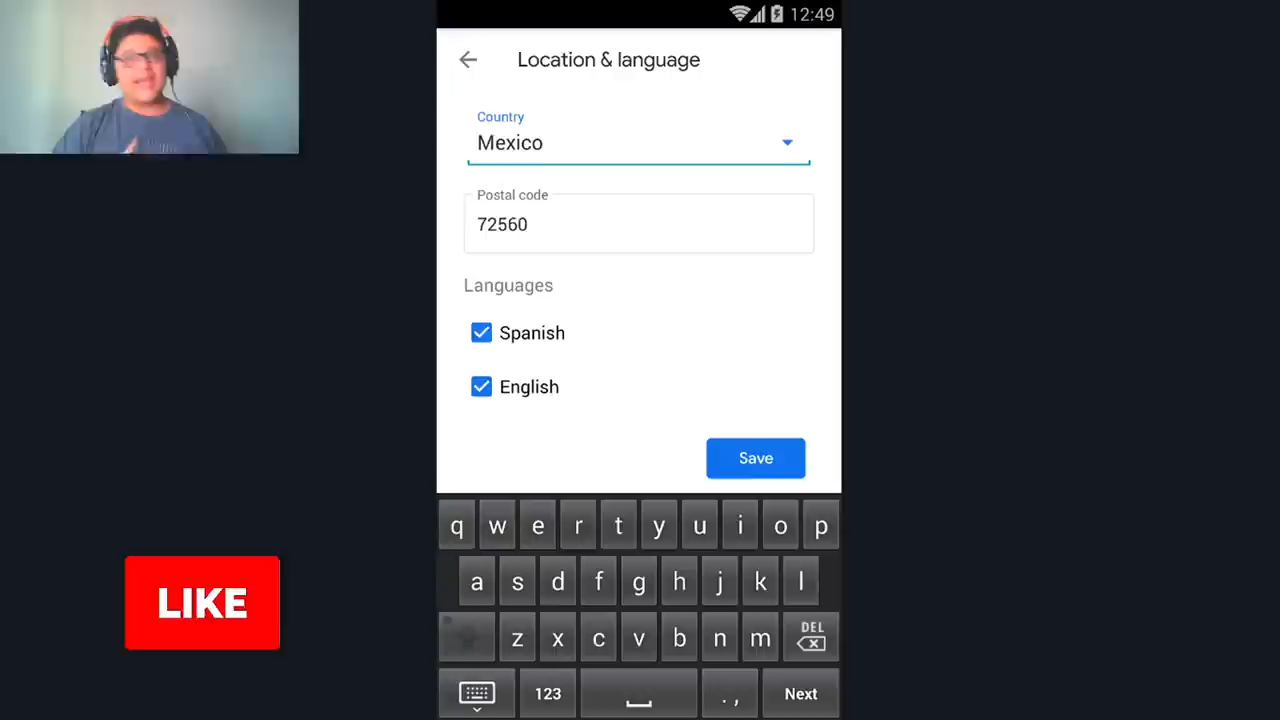 12:49
Location & language
Country
Mexico
Postal code
72560
Languages
Spanish
English
Save
q w e r t y u i o p
a s d f g h j k l
z x c v b n m DEL
123 . , Next
LIKE